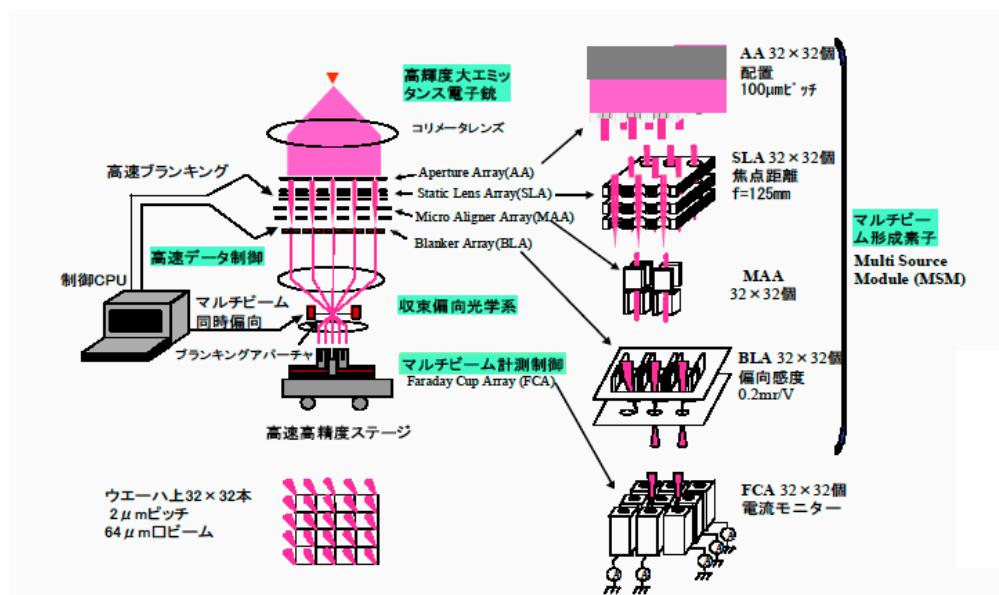 高輝度大エミッ
タンス電子銃
コリメータレンズ
高速ブランキング
Aperture Array(AA)
Static Lens Array(SLA)
Micro Aligner Array(MAA)
Blanker Array(BLA)
高速データ制御
制御CPU
マルチビーム
同時偏向
収束偏向光学系
ブランキングアパーチャ
マルチビーム計測制御
Faraday Cup Array (FCA)
高速高精度ステージ
ウエーハ上32×32本
2μmピッチ
64μm口ビーム
AA 32×32個
配置
100μmピッチ
SLA 32×32個
焦点距離
f=125mm
MAA
32×32個
BLA 32×32個
偏向感度
0.2mr/V
FCA 32×32個
電流モニター
A
A
A
A
A
マルチビー
ム形成素子
Multi Source
Module (MSM)